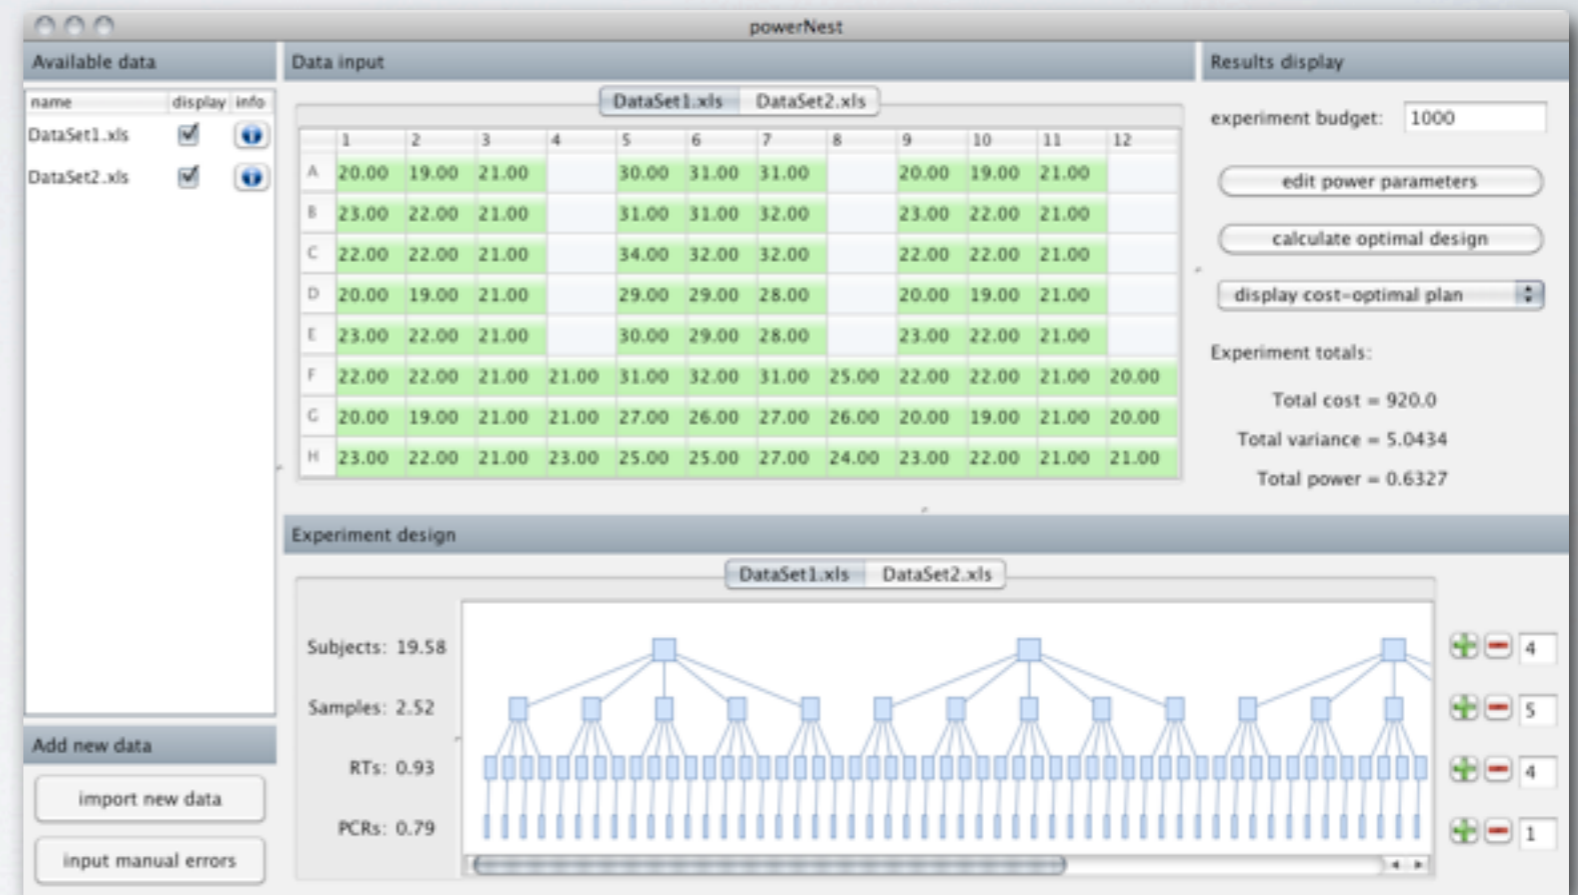 powerNest
Available data
name display info
DataSet1.xls
DataSet2.xls
Add new data
import new data
input manual errors
Data input
DataSet1.xls DataSet2.xls
1 2 3 4 5 6 7 8 9 10 11 12
A 20.00 19.00 21.00 30.00 31.00 31.00 20.00 19.00 21.00
B 23.00 22.00 21.00 31.00 31.00 32.00 23.00 22.00 21.00
C 22.00 22.00 21.00 34.00 32.00 32.00 22.00 22.00 21.00
D 20.00 19.00 21.00 29.00 29.00 28.00 20.00 19.00 21.00
E 23.00 22.00 21.00 30.00 29.00 28.00 23.00 22.00 21.00
F 22.00 22.00 21.00 21.00 31.00 32.00 31.00 25.00 22.00 22.00 21.00 20.00
G 20.00 19.00 21.00 21.00 27.00 26.00 27.00 26.00 20.00 19.00 21.00 20.00
H 23.00 22.00 21.00 23.00 25.00 25.00 27.00 24.00 23.00 22.00 21.00 21.00
Results display
experiment budget: 1000
edit power parameters
calculate optimal design
display cost-optimal plan
Experiment totals:
Total cost = 920.0
Total variance = 5.0434
Total power = 0.6327
Experiment design
DataSet1.xls DataSet2.xls
Subjects: 19.58 4
Samples: 2.52 5
RTs: 0.93 4
PCRs: 0.79 1